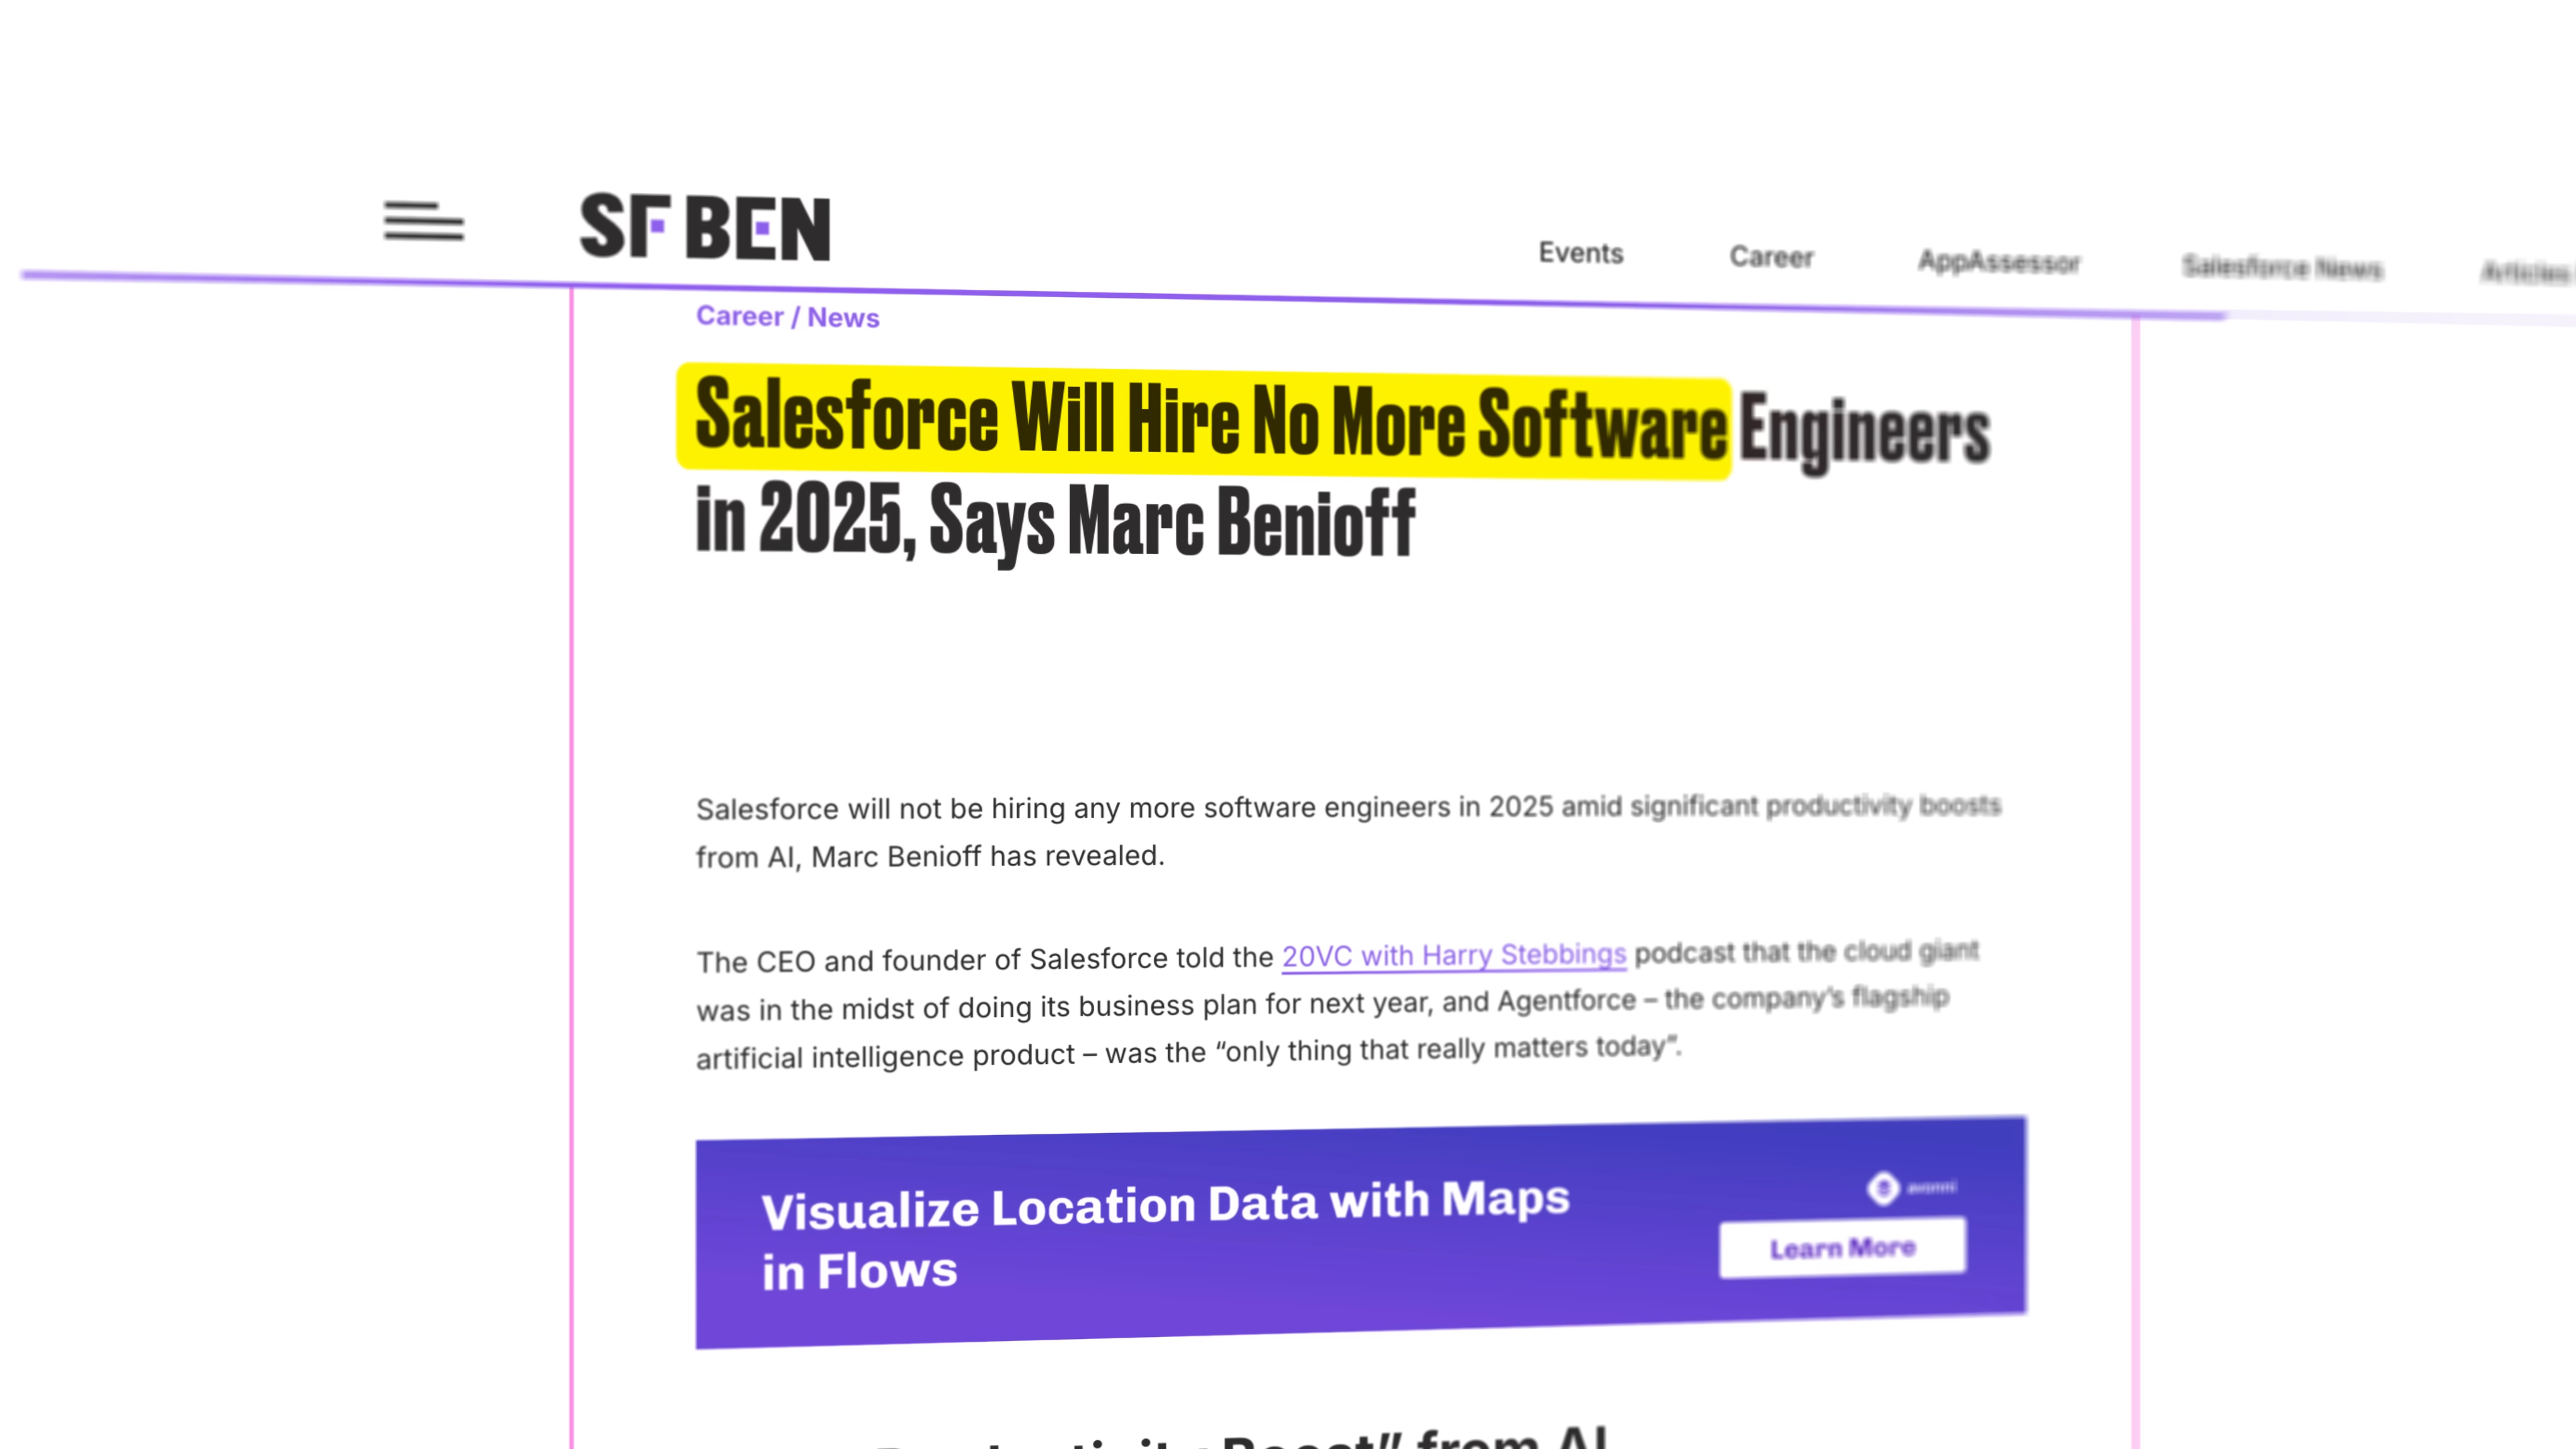 SF BEN
Events Career AppAssessor Salesforce News Articles
Career / News
Salesforce Will Hire No More Software Engineers
in 2025, Says Marc Benioff
Salesforce will not be hiring any more software engineers in 2025 amid significant productivity boosts
from AI, Marc Benioff has revealed.
The CEO and founder of Salesforce told the 20VC with Harry Stebbings podcast that the cloud giant
was in the midst of doing its business plan for next year, and Agentforce – the company’s flagship
artificial intelligence product – was the “only thing that really matters today”.
Visualize Location Data with Maps
in Flows
avonni
Learn More
Boost” from AI